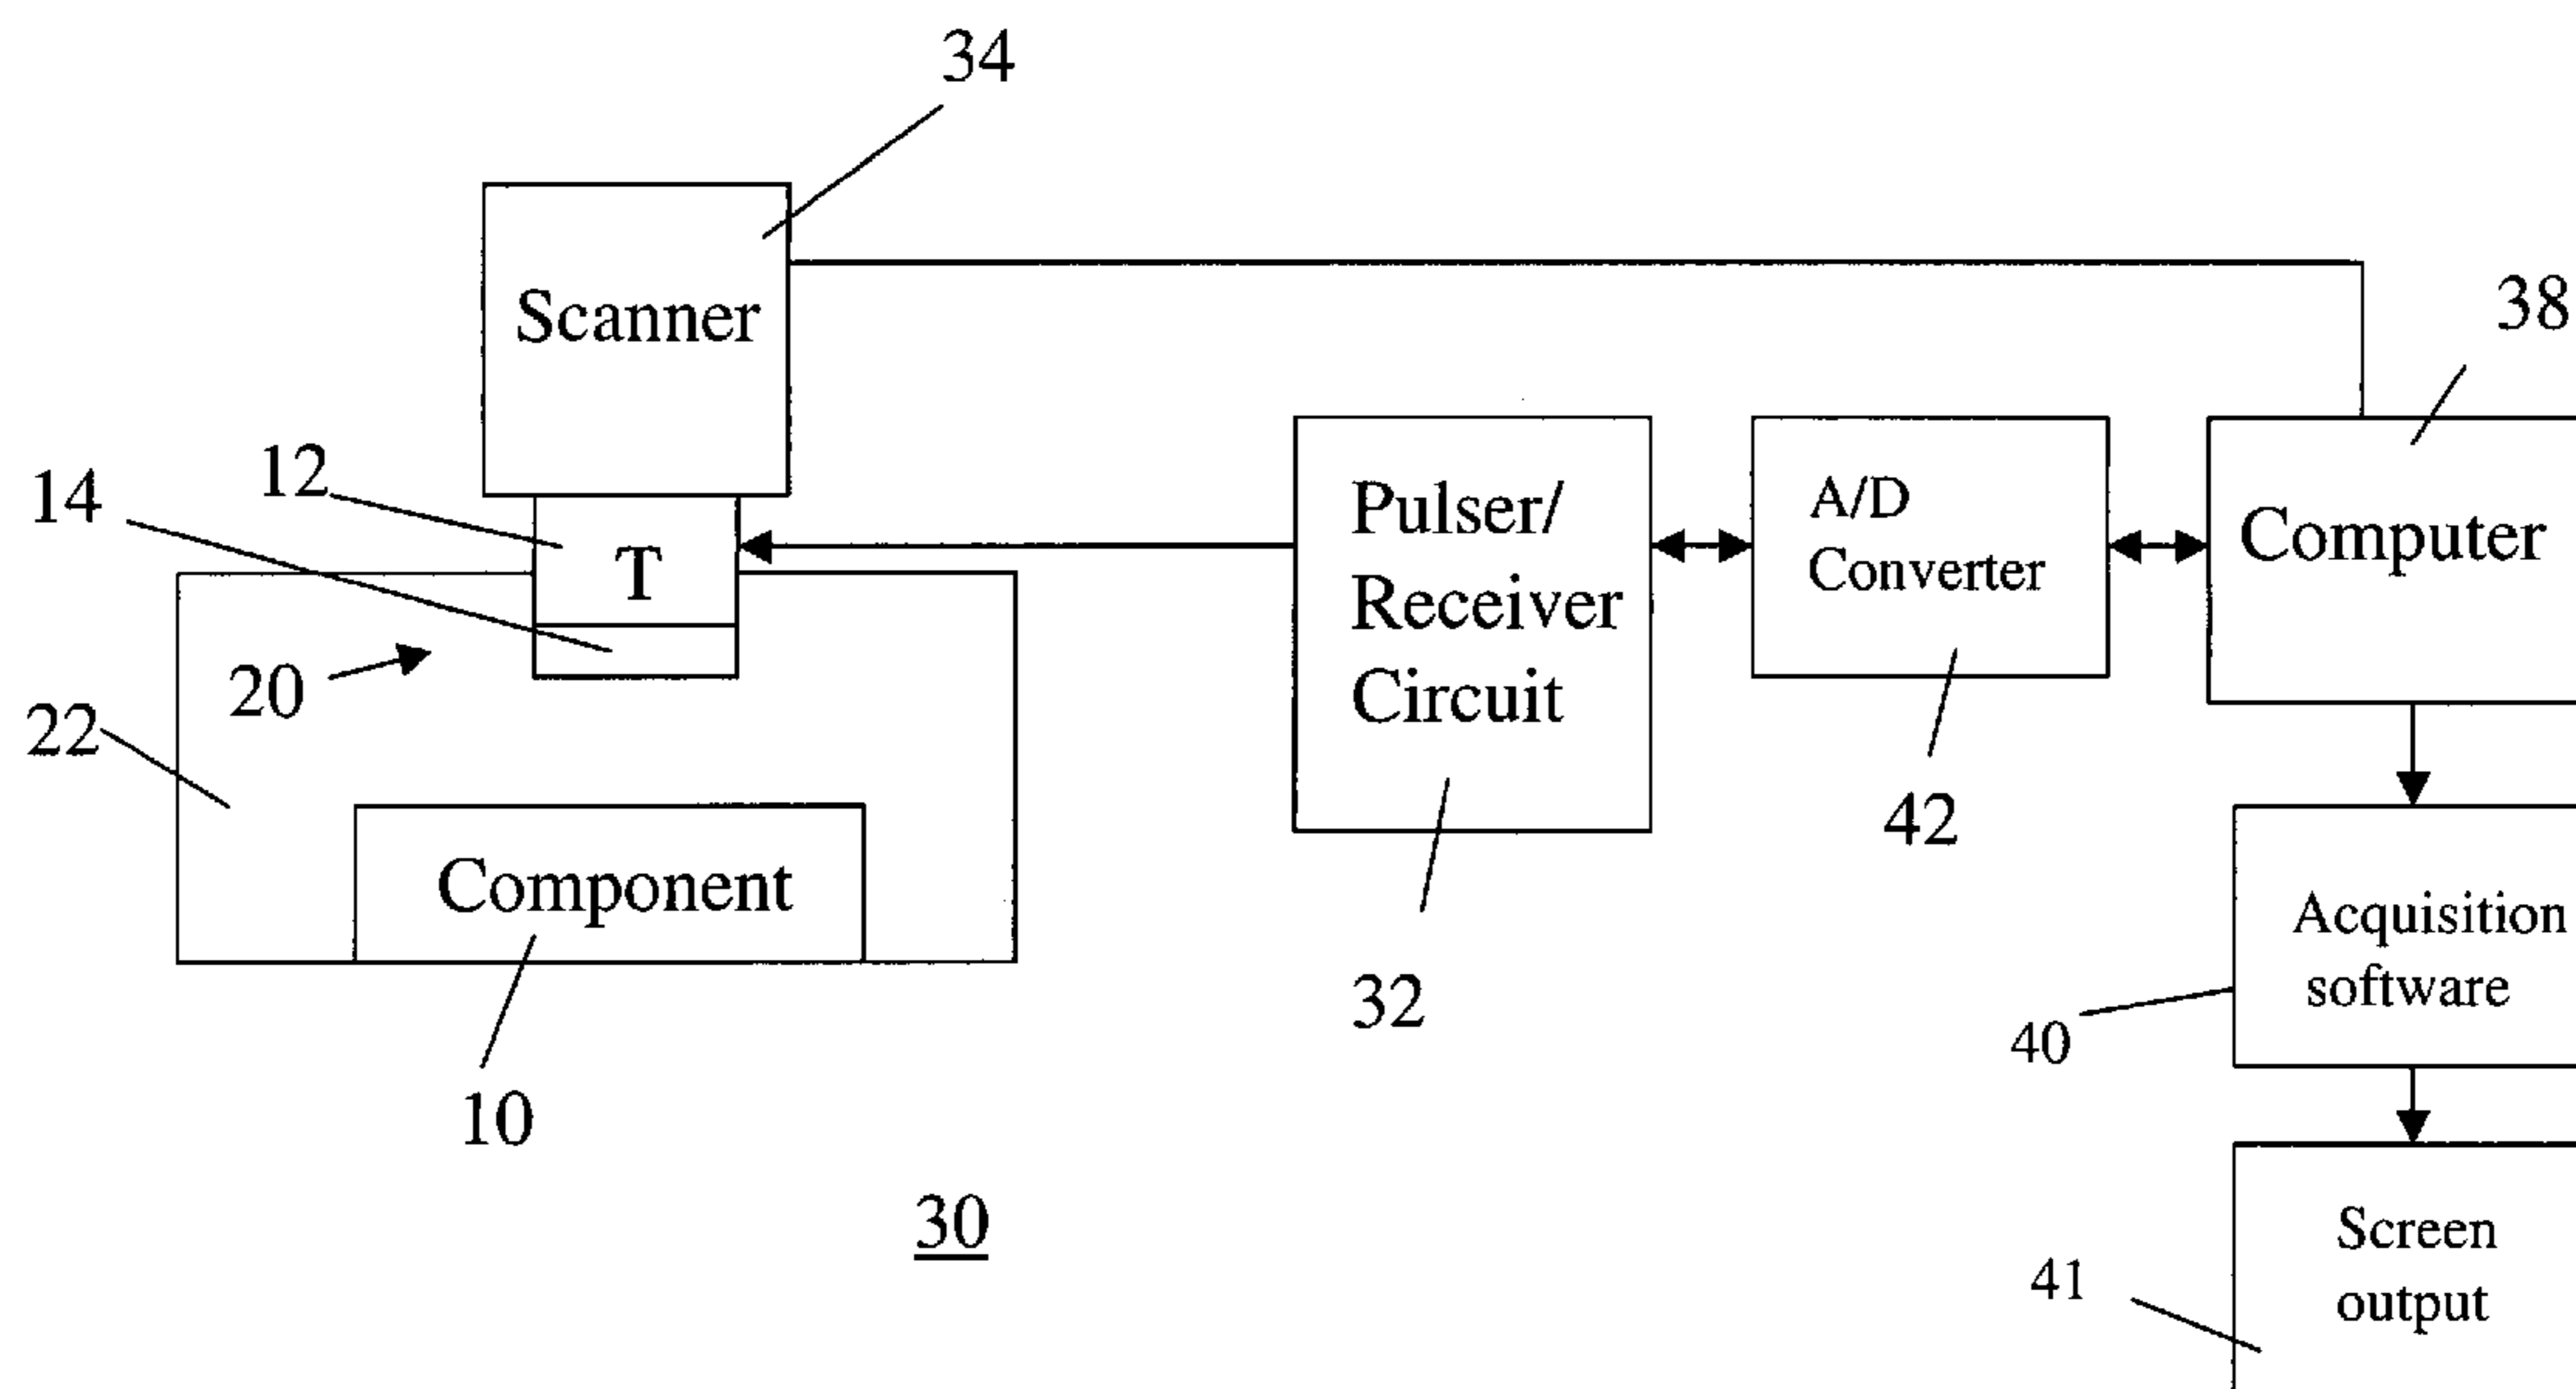 34
Scanner
38
12
14
T
Pulser/
Receiver
Circuit
A/D
Converter
Computer
20
22
42
Component
Acquisition
software
32
40
10
30
Screen
output
41